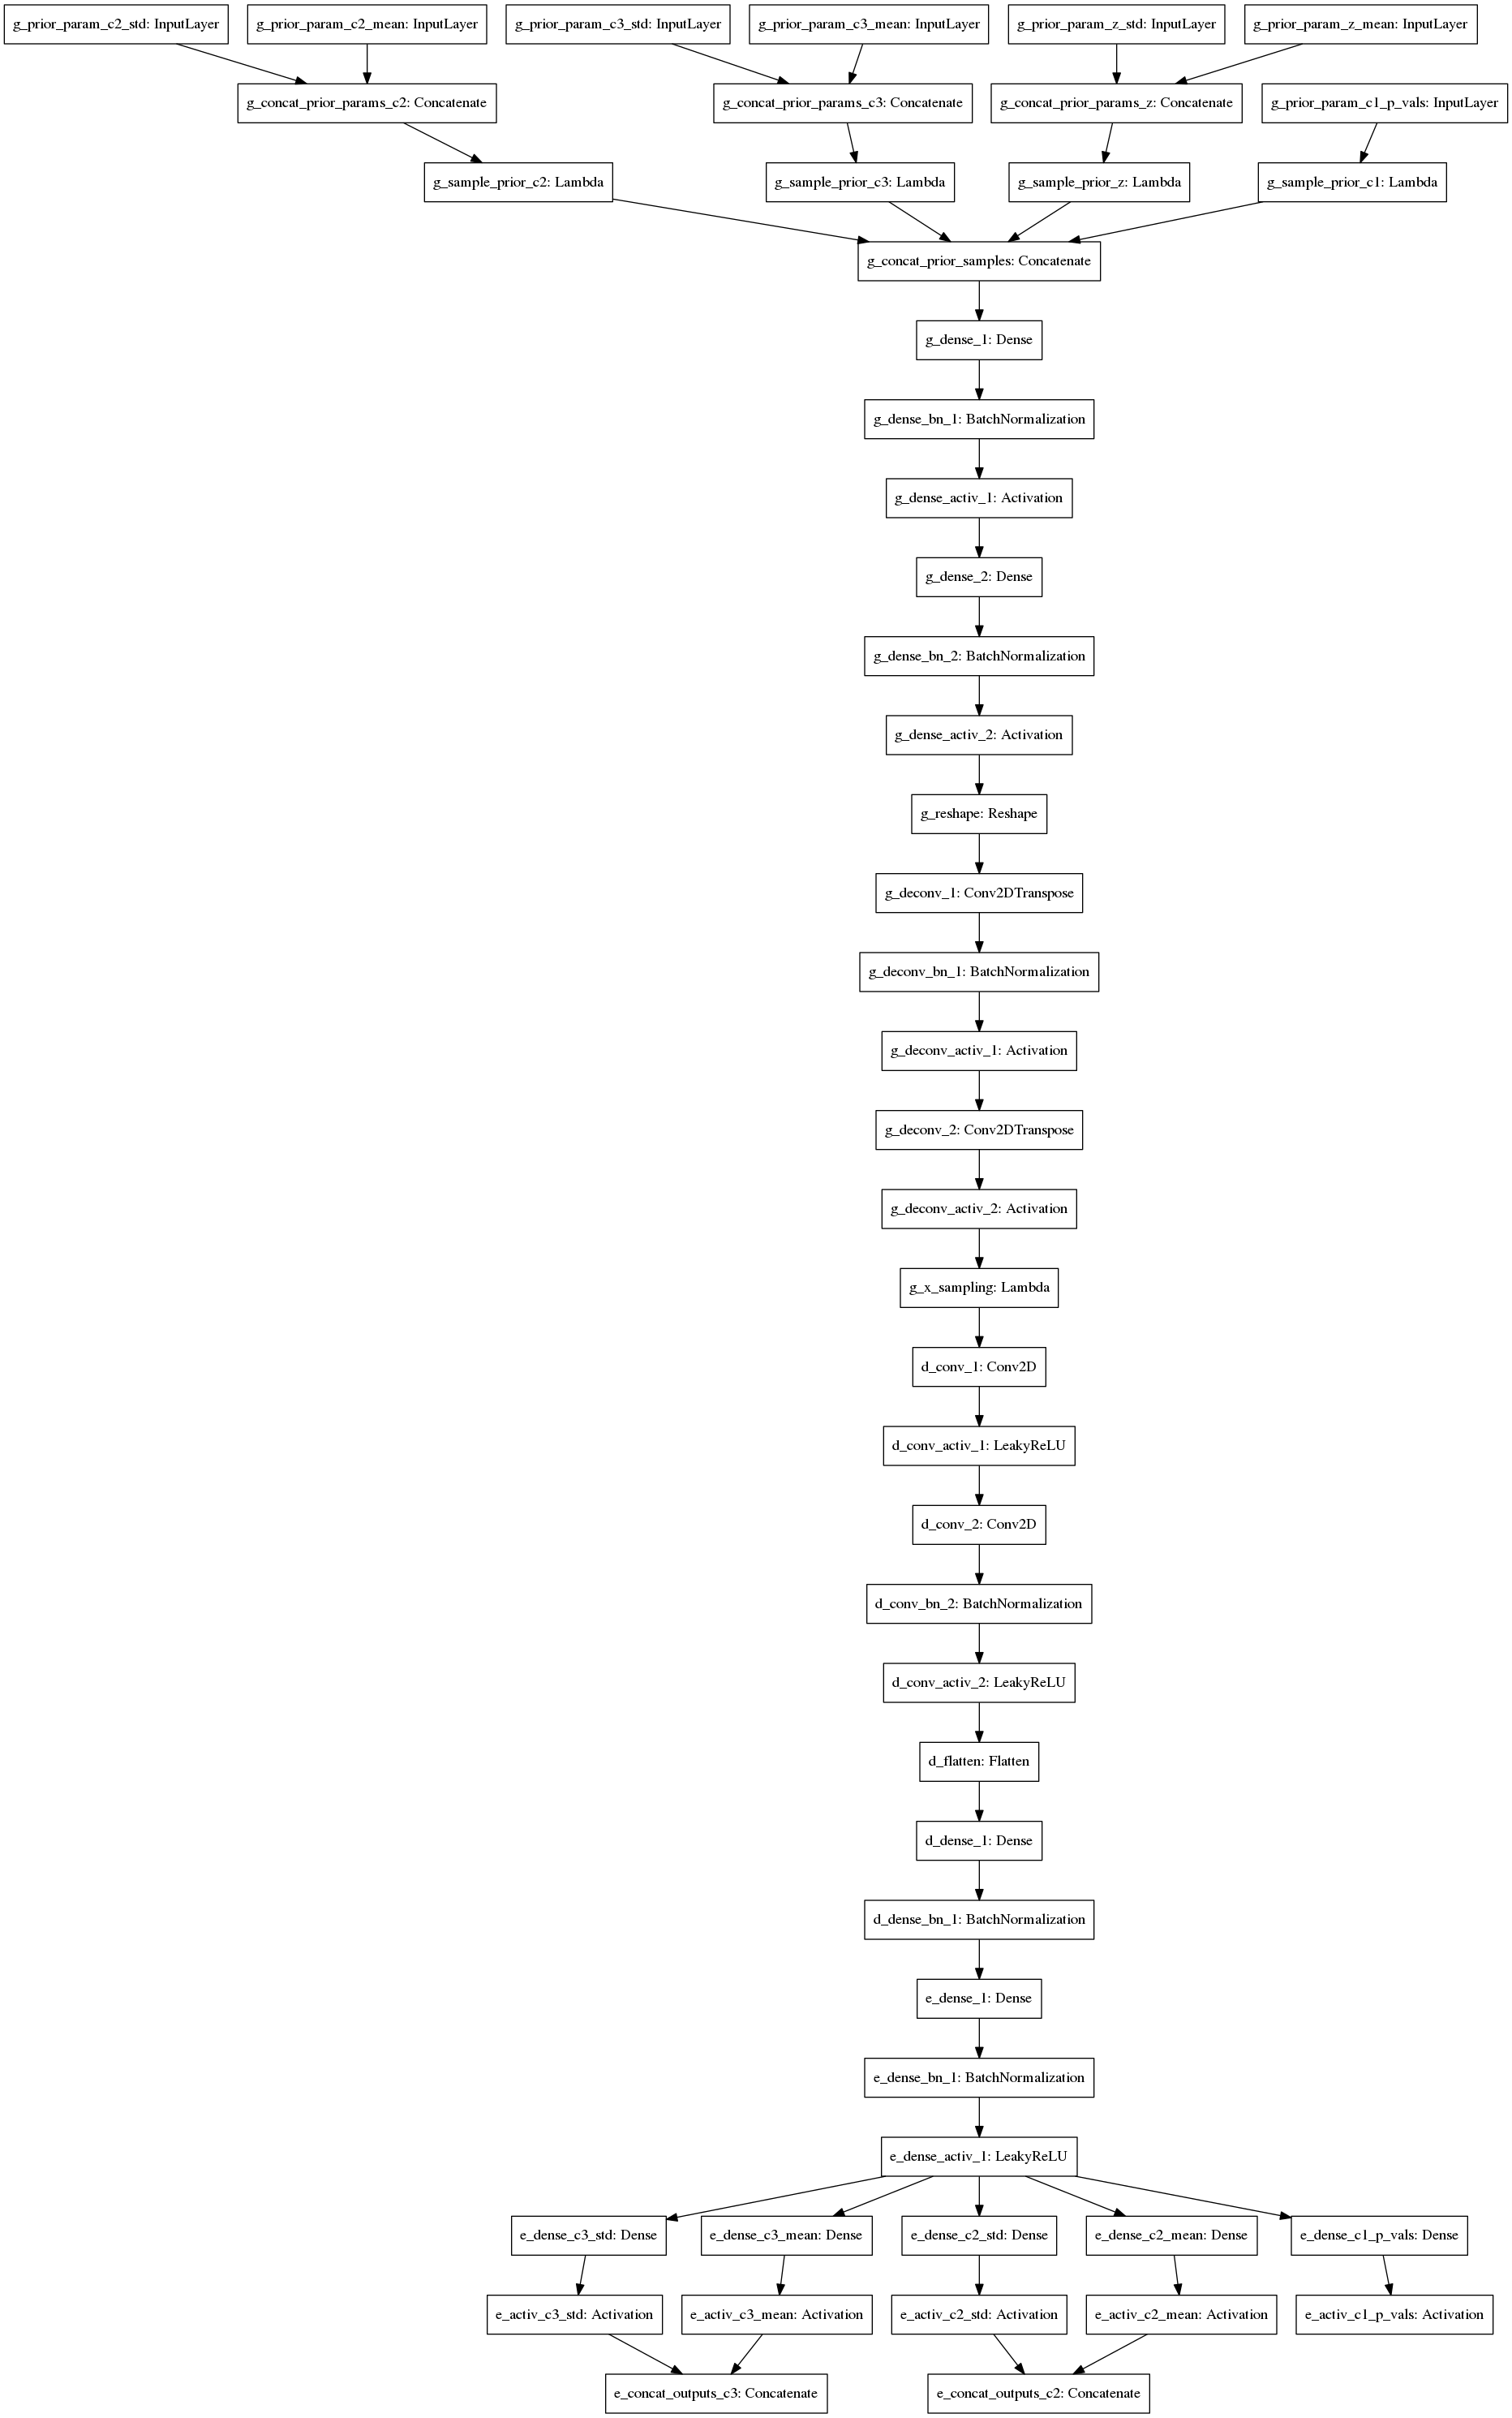 g_prior_param_c2_std: InputLayer
g_prior_param_c2_mean: InputLayer
g_prior_param_c3_std: InputLayer
g_prior_param_c3_mean: InputLayer
g_prior_param_z_std: InputLayer
g_prior_param_z_mean: InputLayer
g_concat_prior_params_c2: Concatenate
g_concat_prior_params_c3: Concatenate
g_concat_prior_params_z: Concatenate
g_prior_param_c1_p_vals: InputLayer
g_sample_prior_c2: Lambda
g_sample_prior_c3: Lambda
g_sample_prior_z: Lambda
g_sample_prior_c1: Lambda
g_concat_prior_samples: Concatenate
g_dense_1: Dense
g_dense_bn_1: BatchNormalization
g_dense_activ_1: Activation
g_dense_2: Dense
g_dense_bn_2: BatchNormalization
g_dense_activ_2: Activation
g_reshape: Reshape
g_deconv_1: Conv2DTranspose
g_deconv_bn_1: BatchNormalization
g_deconv_activ_1: Activation
g_deconv_2: Conv2DTranspose
g_deconv_activ_2: Activation
g_x_sampling: Lambda
d_conv_1: Conv2D
d_conv_activ_1: LeakyReLU
d_conv_2: Conv2D
d_conv_bn_2: BatchNormalization
d_conv_activ_2: LeakyReLU
d_flatten: Flatten
d_dense_1: Dense
d_dense_bn_1: BatchNormalization
e_dense_1: Dense
e_dense_bn_1: BatchNormalization
e_dense_activ_1: LeakyReLU
e_dense_c3_std: Dense
e_dense_c3_mean: Dense
e_dense_c2_std: Dense
e_dense_c2_mean: Dense
e_dense_c1_p_vals: Dense
e_activ_c3_std: Activation
e_activ_c3_mean: Activation
e_activ_c2_std: Activation
e_activ_c2_mean: Activation
e_activ_c1_p_vals: Activation
e_concat_outputs_c3: Concatenate
e_concat_outputs_c2: Concatenate